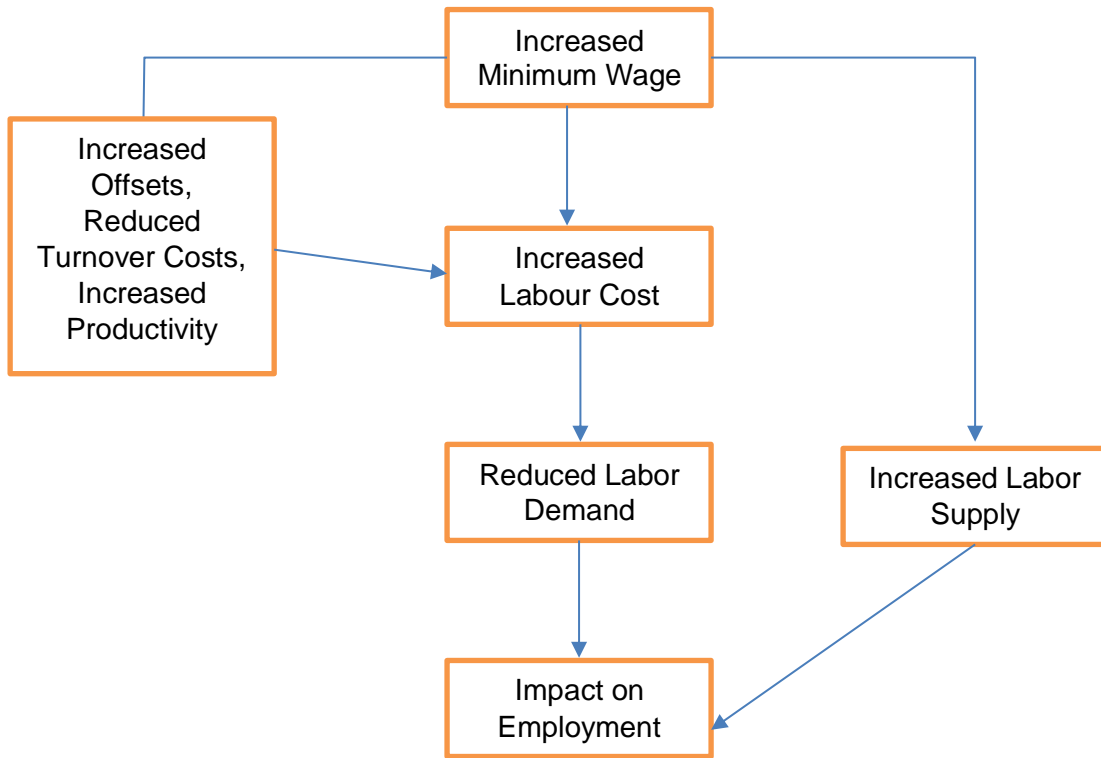 Increased
Minimum Wage
Increased
Offsets,
Reduced
Turnover Costs,
Increased
Productivity
Increased
Labour Cost
Reduced Labor
Demand
Increased Labor
Supply
Impact on
Employment